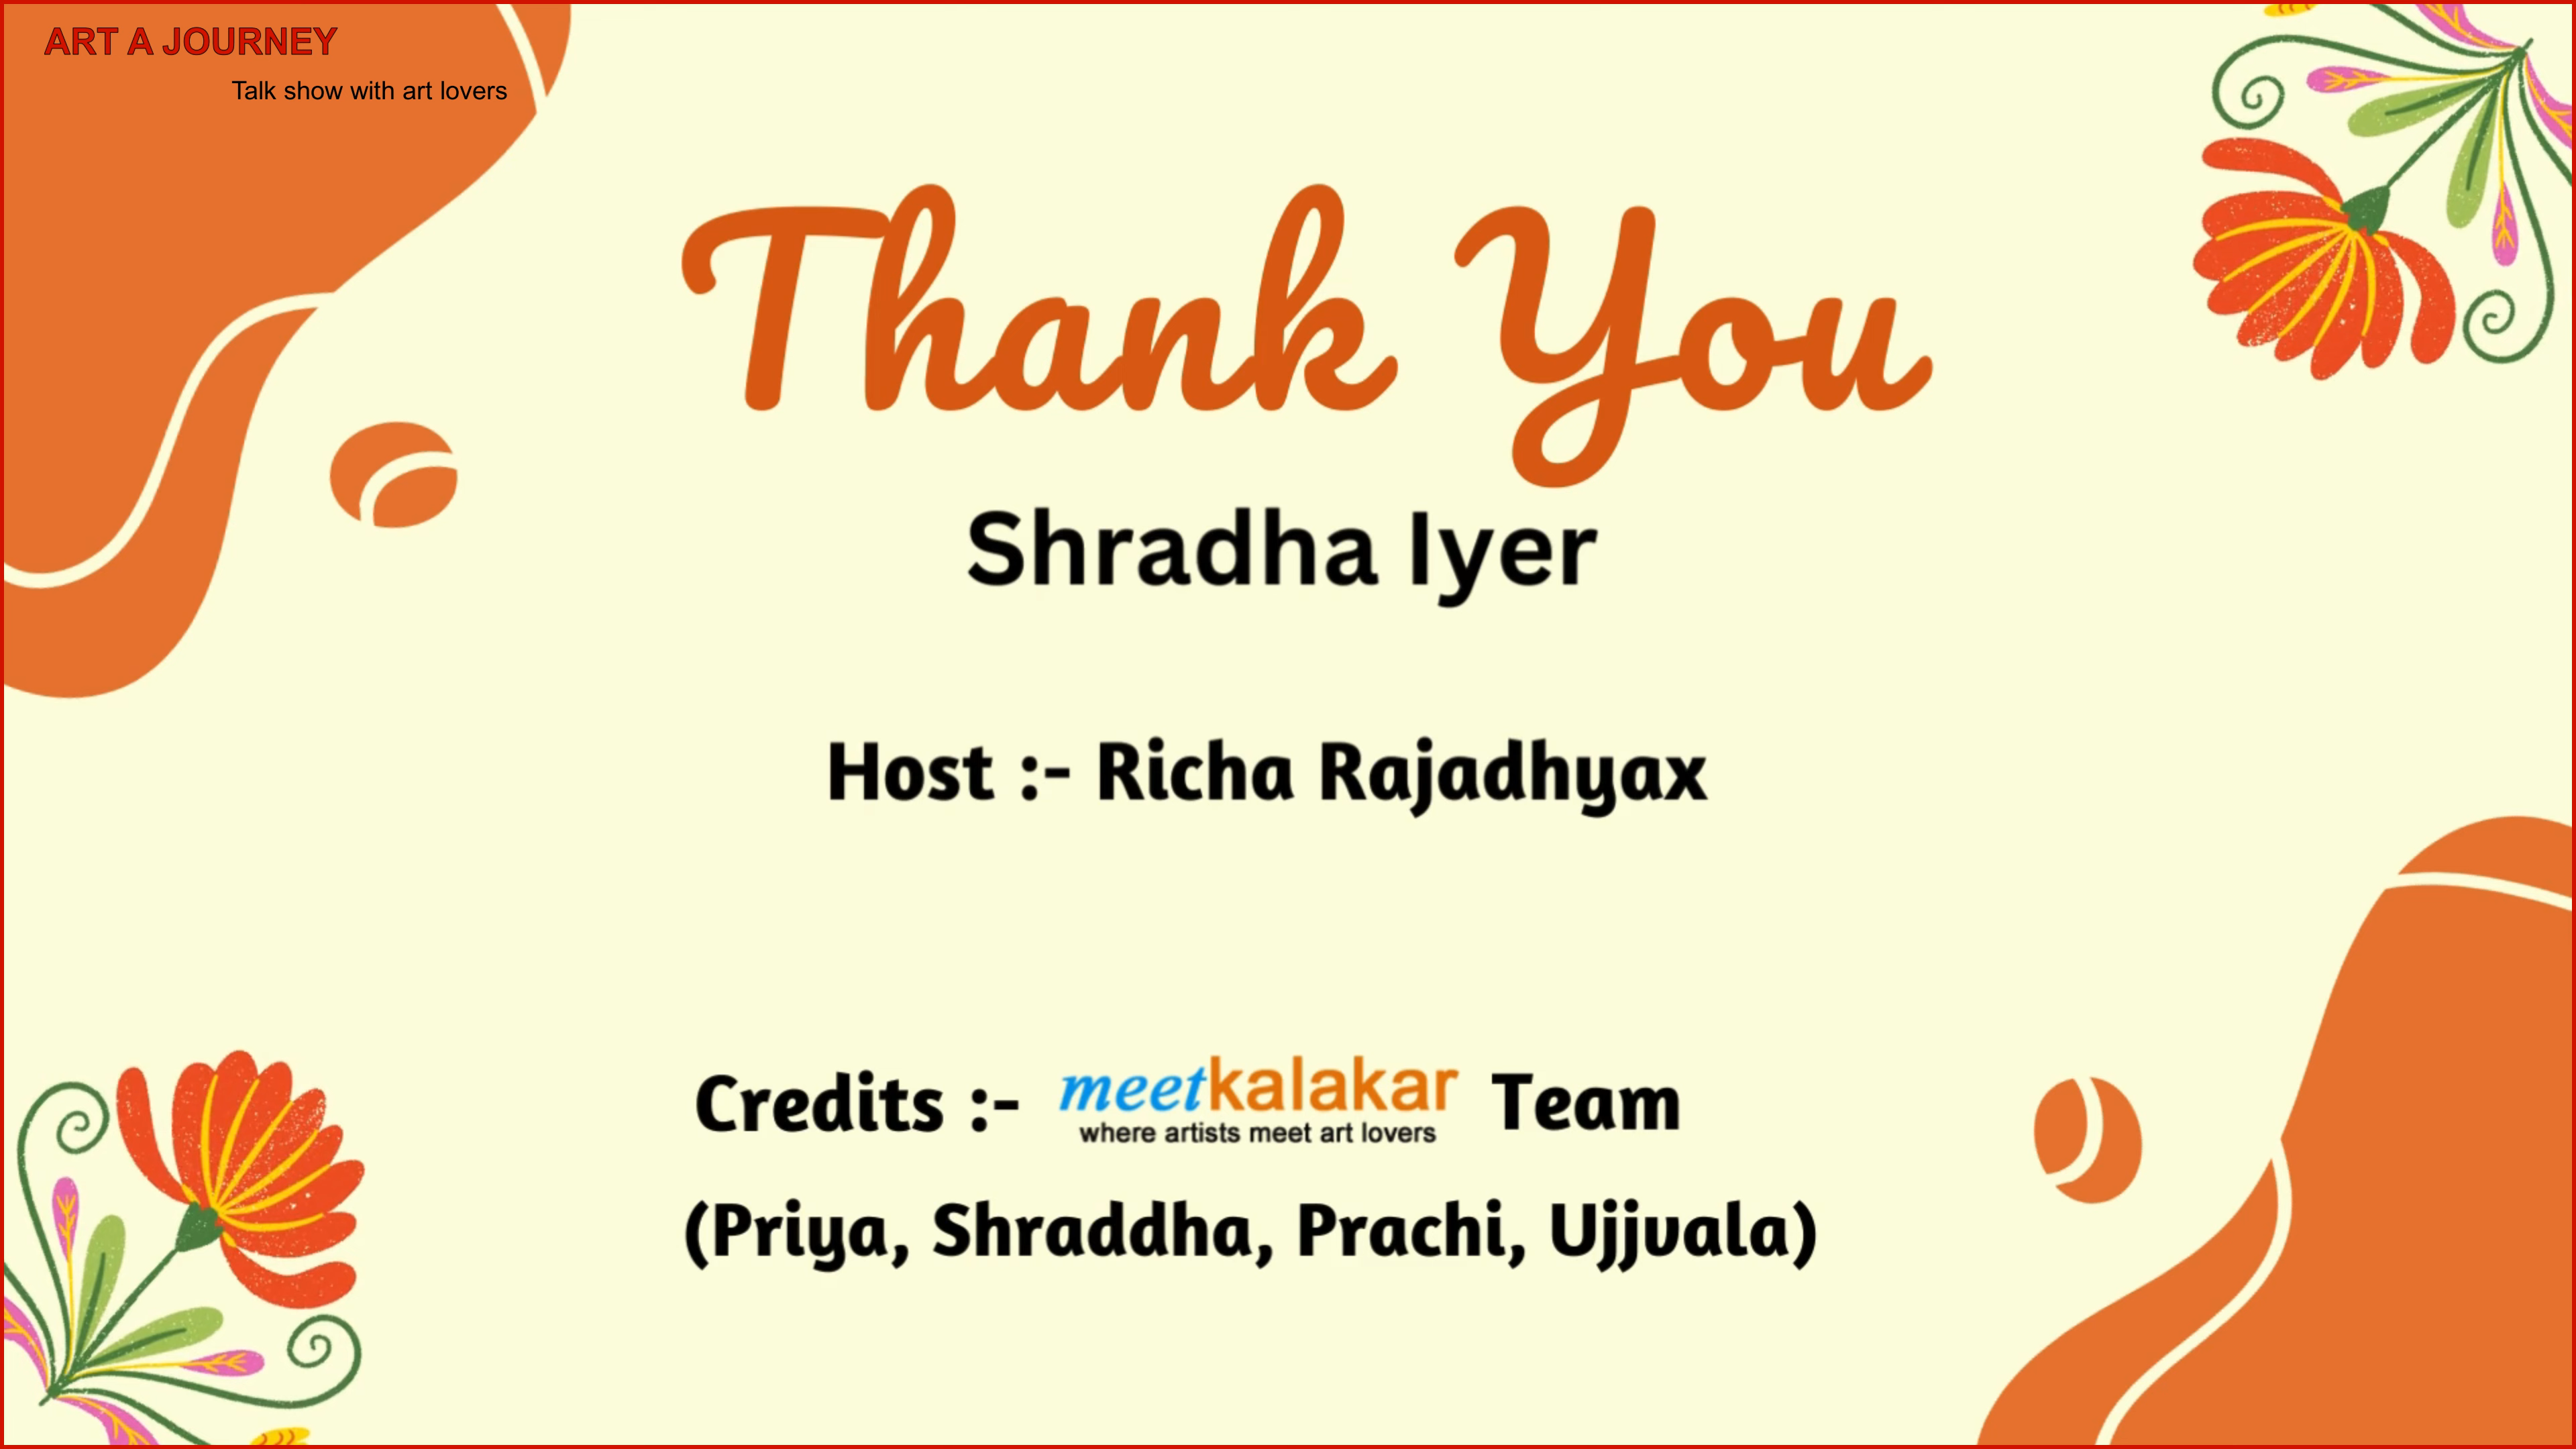 ART A JOURNEY
Talk show with art lovers
Thank You
Shradha Iyer
Host :- Richa Rajadhyax
Credits :- meetkalakar Team
where artists meet art lovers
(Priya, Shraddha, Prachi, Ujjvala)